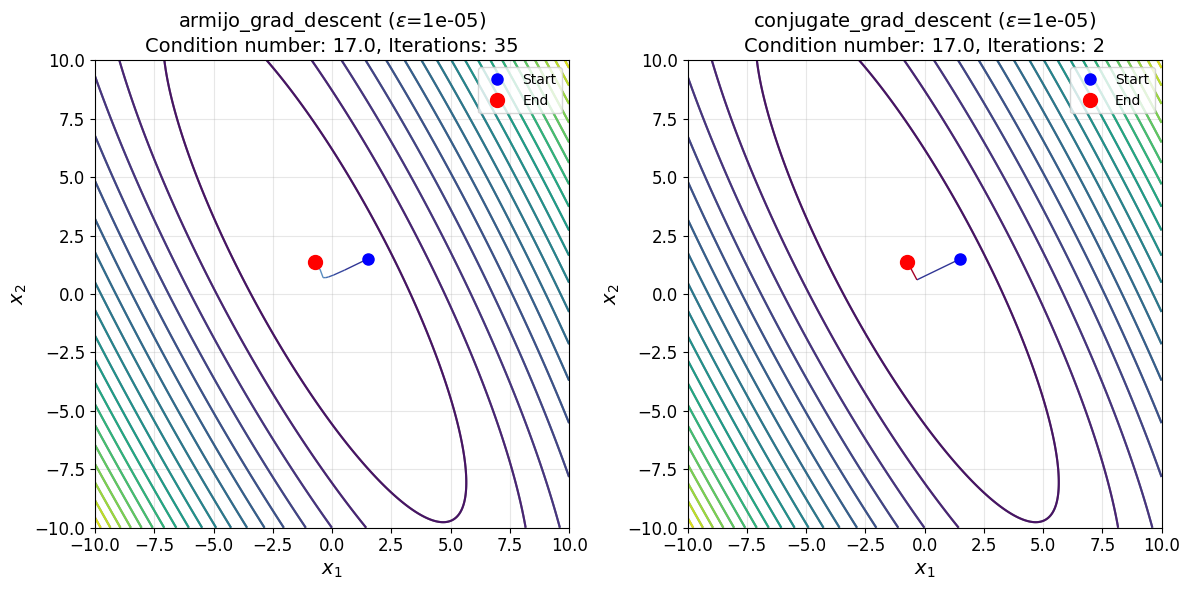 armijo_grad_descent (ε=1e-05)
Condition number: 17.0, Iterations: 35
Start
End
10.0
7.5
5.0
2.5
0.0
−2.5
−5.0
−7.5
−10.0
x₂
−10.0 −7.5 −5.0 −2.5 0.0 2.5 5.0 7.5 10.0
x₁
conjugate_grad_descent (ε=1e-05)
Condition number: 17.0, Iterations: 2
Start
End
10.0
7.5
5.0
2.5
0.0
−2.5
−5.0
−7.5
−10.0
x₂
−10.0 −7.5 −5.0 −2.5 0.0 2.5 5.0 7.5 10.0
x₁